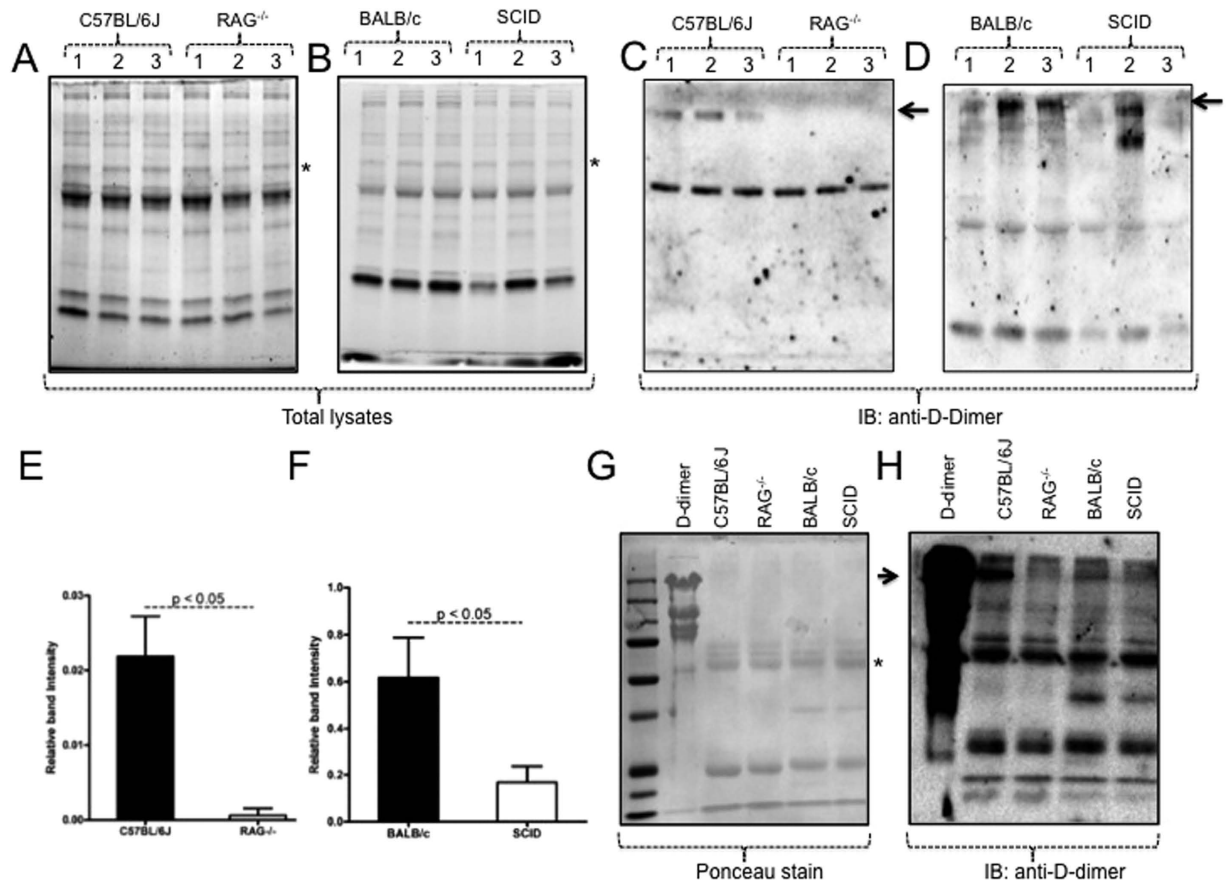 C57BL/6J RAG-/-
A 1 2 3 1 2 3
*
BALB/c SCID
B 1 2 3 1 2 3
*
Total lysates
C57BL/6J RAG-/-
C 1 2 3 1 2 3
BALB/c SCID
D 1 2 3 1 2 3
IB: anti-D-Dimer
E
Relative band Intensity
0.03
0.02
0.01
0.00
p < 0.05
C57BL/6J RAG-/-
F
Relative band Intensity
1.0
0.8
0.6
0.4
0.2
0.0
p < 0.05
BALB/c SCID
G
D-dimer
C57BL/6J
RAG-/-
BALB/c
SCID
*
Ponceau stain
H
D-dimer
C57BL/6J
RAG-/-
BALB/c
SCID
IB: anti-D-dimer